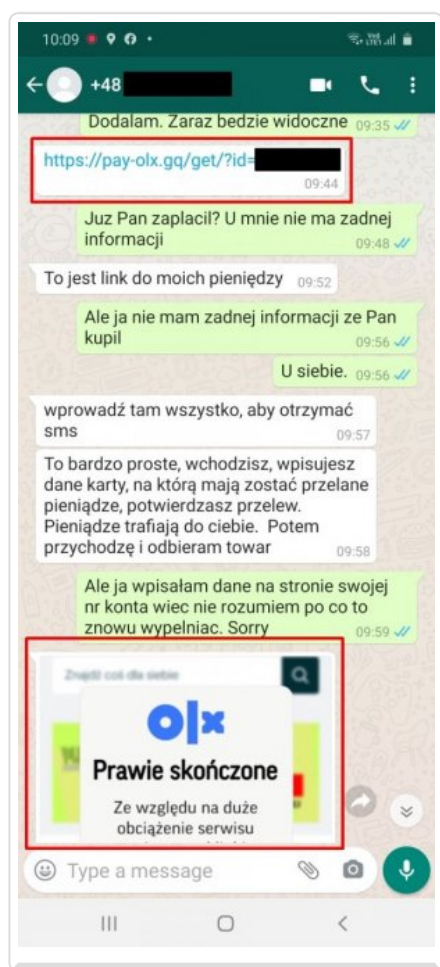 10:09
+48
Dodalam. Zaraz bedzie widoczne 09:35
https://pay-olx.gq/get/?id=
09:44
Juz Pan zaplacil? U mnie nie ma zadnej
informacji 09:48
To jest link do moich pieniędzy 09:52
Ale ja nie mam zadnej informacji ze Pan
kupil 09:56
U siebie. 09:56
wprowadź tam wszystko, aby otrzymać
sms 09:57
To bardzo proste, wchodzisz, wpisujesz
dane karty, na którą mają zostać przelane
pieniądze, potwierdzasz przelew.
Pieniądze trafiają do ciebie. Potem
przychodzę i odbieram towar 09:58
Ale ja wpisałam dane na stronie swojej
nr konta wiec nie rozumiem po co to
znowu wypelniac. Sorry 09:59
Znajdź coś dla siebie
olx
Prawie skończone
Ze względu na duże
obciążenie serwisu
Type a message